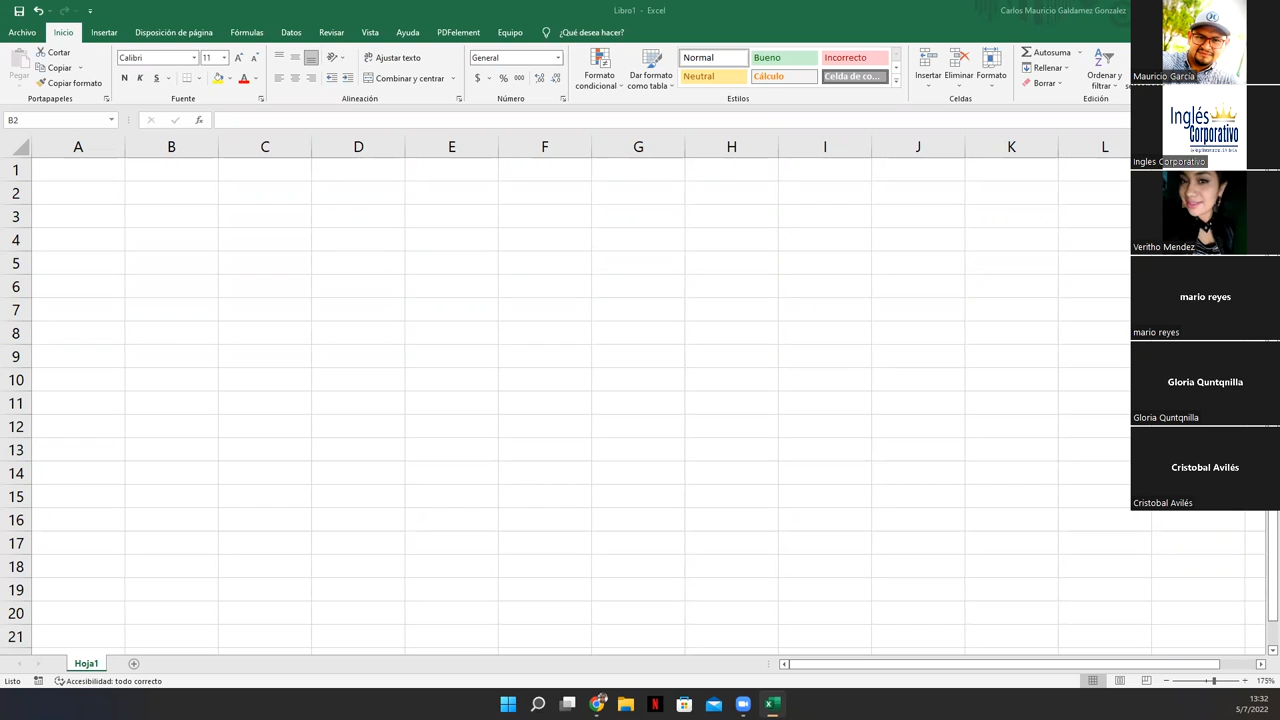 Libro1 - Excel
Carlos Mauricio Galdamez Gonzalez
Archivo Inicio Insertar Disposición de página Fórmulas Datos Revisar Vista Ayuda PDFelement Equipo ¿Qué desea hacer?
Pegar
Cortar
Copiar
Copiar formato
Portapapeles
Calibri 11
N K S
Fuente
Ajustar texto
Combinar y centrar
Alineación
General
$ % 000
Número
Formato condicional
Dar formato como tabla
Normal Bueno Incorrecto
Neutral Cálculo Celda de co...
Estilos
Insertar Eliminar Formato
Celdas
Autosuma
Rellenar
Borrar
Ordenar y filtrar
Edición
B2
fx
A B C D E F G H I J K L
1
2
3
4
5
6
7
8
9
10
11
12
13
14
15
16
17
18
19
20
21
Mauricio García
Inglés
Corporativo
Ingles Corporativo
Veritho Mendez
mario reyes
mario reyes
Gloria Quntqnilla
Gloria Quntqnilla
Cristobal Avilés
Cristobal Avilés
Hoja1
Listo
Accesibilidad: todo correcto
175%
13:32
5/7/2022